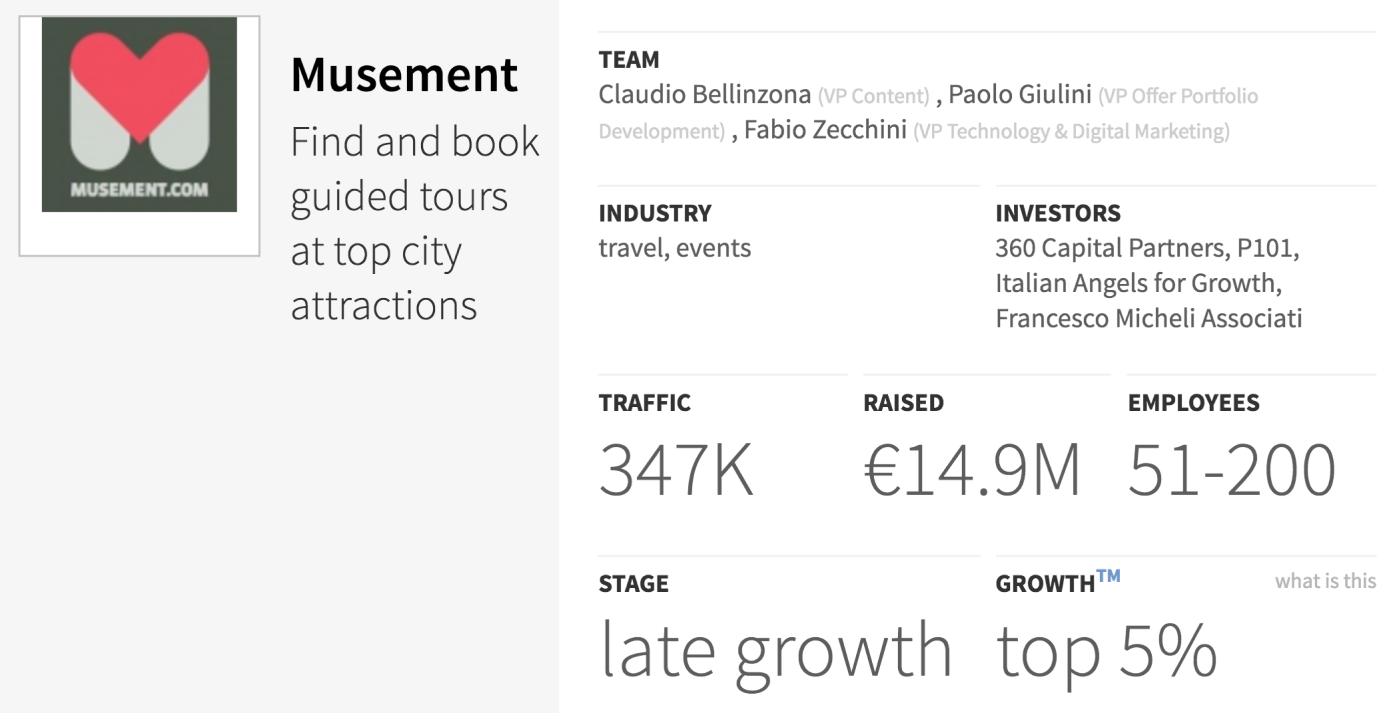 MUSEMENT.COM
Musement
Find and book
guided tours
at top city
attractions
TEAM
Claudio Bellinzona (VP Content) , Paolo Giulini (VP Offer Portfolio
Development) , Fabio Zecchini (VP Technology & Digital Marketing)
INDUSTRY
travel, events
INVESTORS
360 Capital Partners, P101,
Italian Angels for Growth,
Francesco Micheli Associati
TRAFFIC
347K
RAISED
€14.9M
EMPLOYEES
51-200
STAGE
late growth
GROWTH™ what is this
top 5%